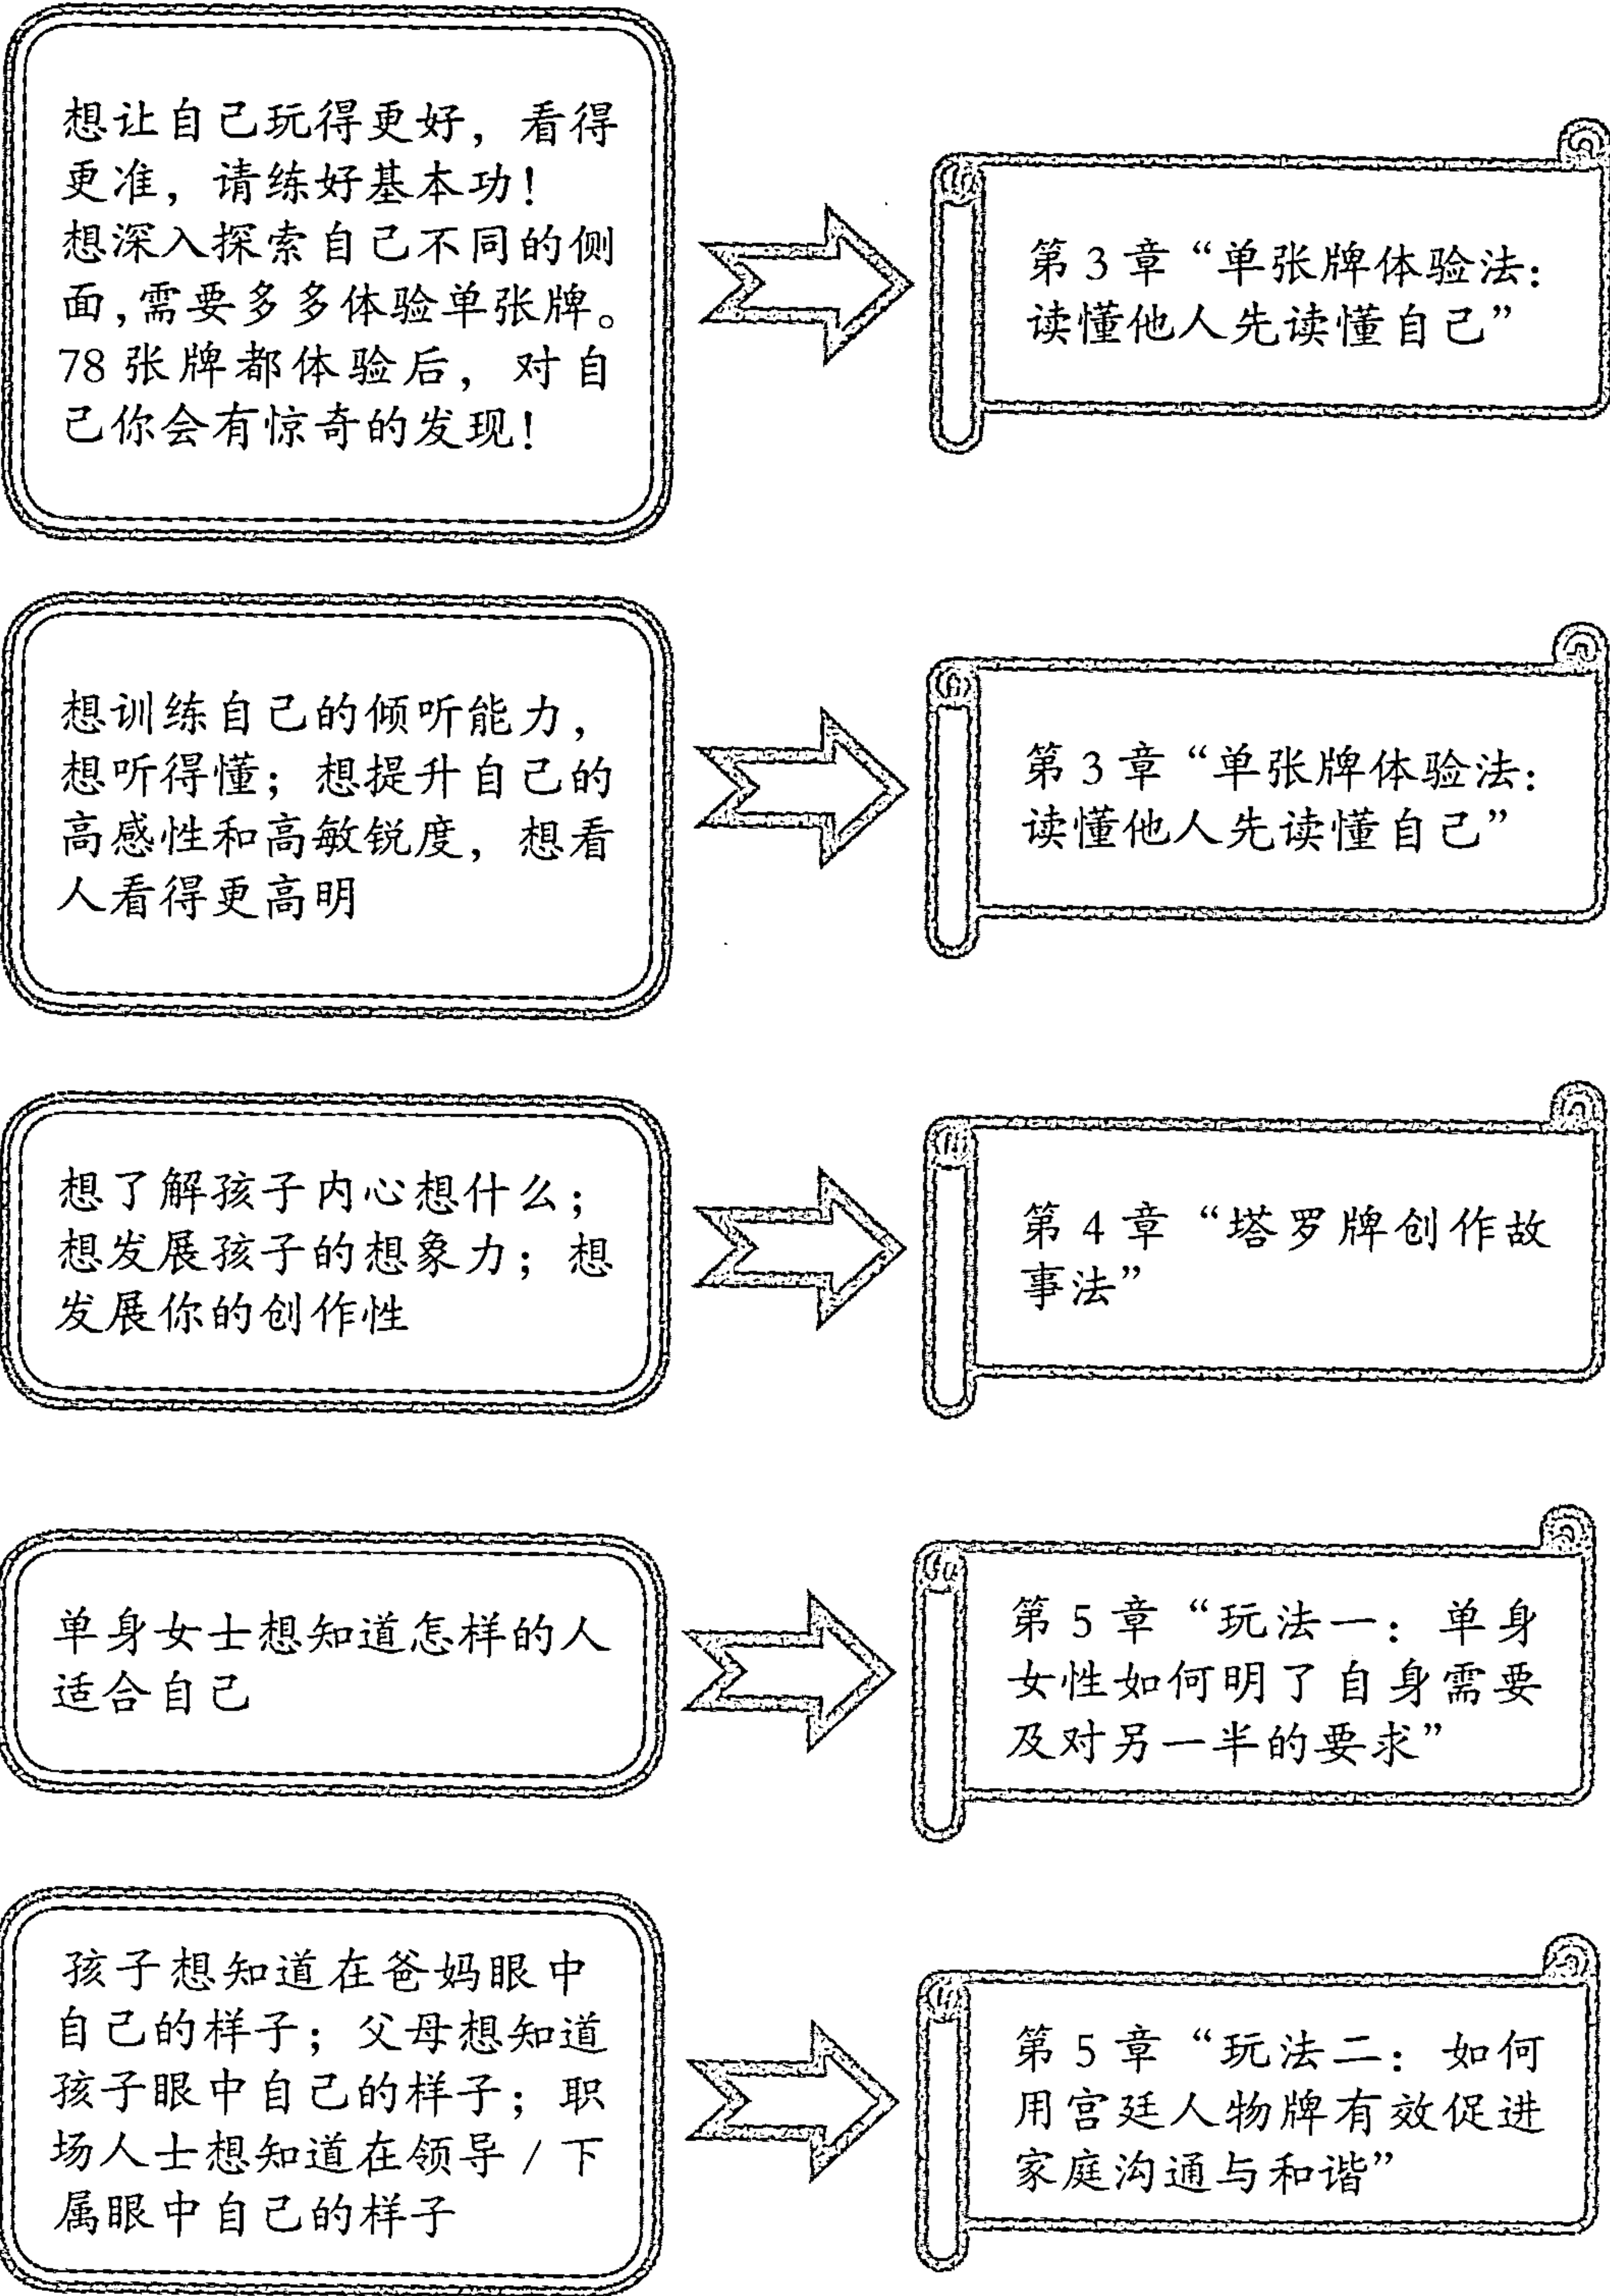 想让自己玩得更好，看得
更准，请练好基本功！
想深入探索自己不同的侧
面，需要多多体验单张牌。
78 张牌都体验后，对自
己你会有惊奇的发现！
第 3 章“单张牌体验法：
读懂他人先读懂自己”
想训练自己的倾听能力，
想听得懂；想提升自己的
高感性和高敏锐度，想看
人看得更高明
第 3 章“单张牌体验法：
读懂他人先读懂自己”
想了解孩子内心想什么；
想发展孩子的想象力；想
发展你的创作性
第 4 章“塔罗牌创作故
事法”
单身女士想知道怎样的人
适合自己
第 5 章“玩法一：单身
女性如何明了自身需要
及对另一半的要求”
孩子想知道在爸妈眼中
自己的样子；父母想知道
孩子眼中自己的样子；职
场人士想知道在领导 / 下
属眼中自己的样子
第 5 章“玩法二：如何
用宫廷人物牌有效促进
家庭沟通与和谐”